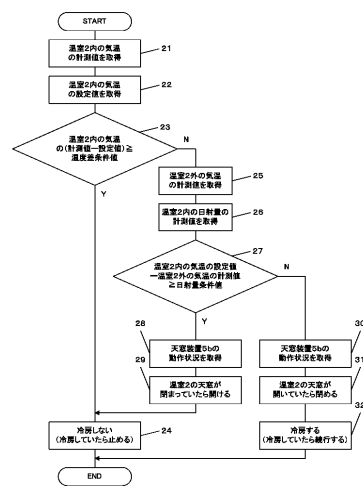 START
温室2内の気温
の計測値を取得
21
温室2内の気温
の設定値を取得
22
23
温室2内の気温
の(計測値ー設定値)≧
温度差条件値
N
Y
温室2外の気温
の計測値を取得
25
温室2内の日射量の
計測値を取得
26
27
温室2内の気温の設定値
ー温室2外の気温の計測値
≧日射量条件値
N
Y
28
天窓装置5bの
動作状況を取得
30
天窓装置5bの
動作状況を取得
29
温室2の天窓が
閉まっていたら開ける
31
温室2の天窓が
開いていたら閉める
冷房しない
(冷房していたら止める)
24
32
冷房する
(冷房していたら続行する)
END